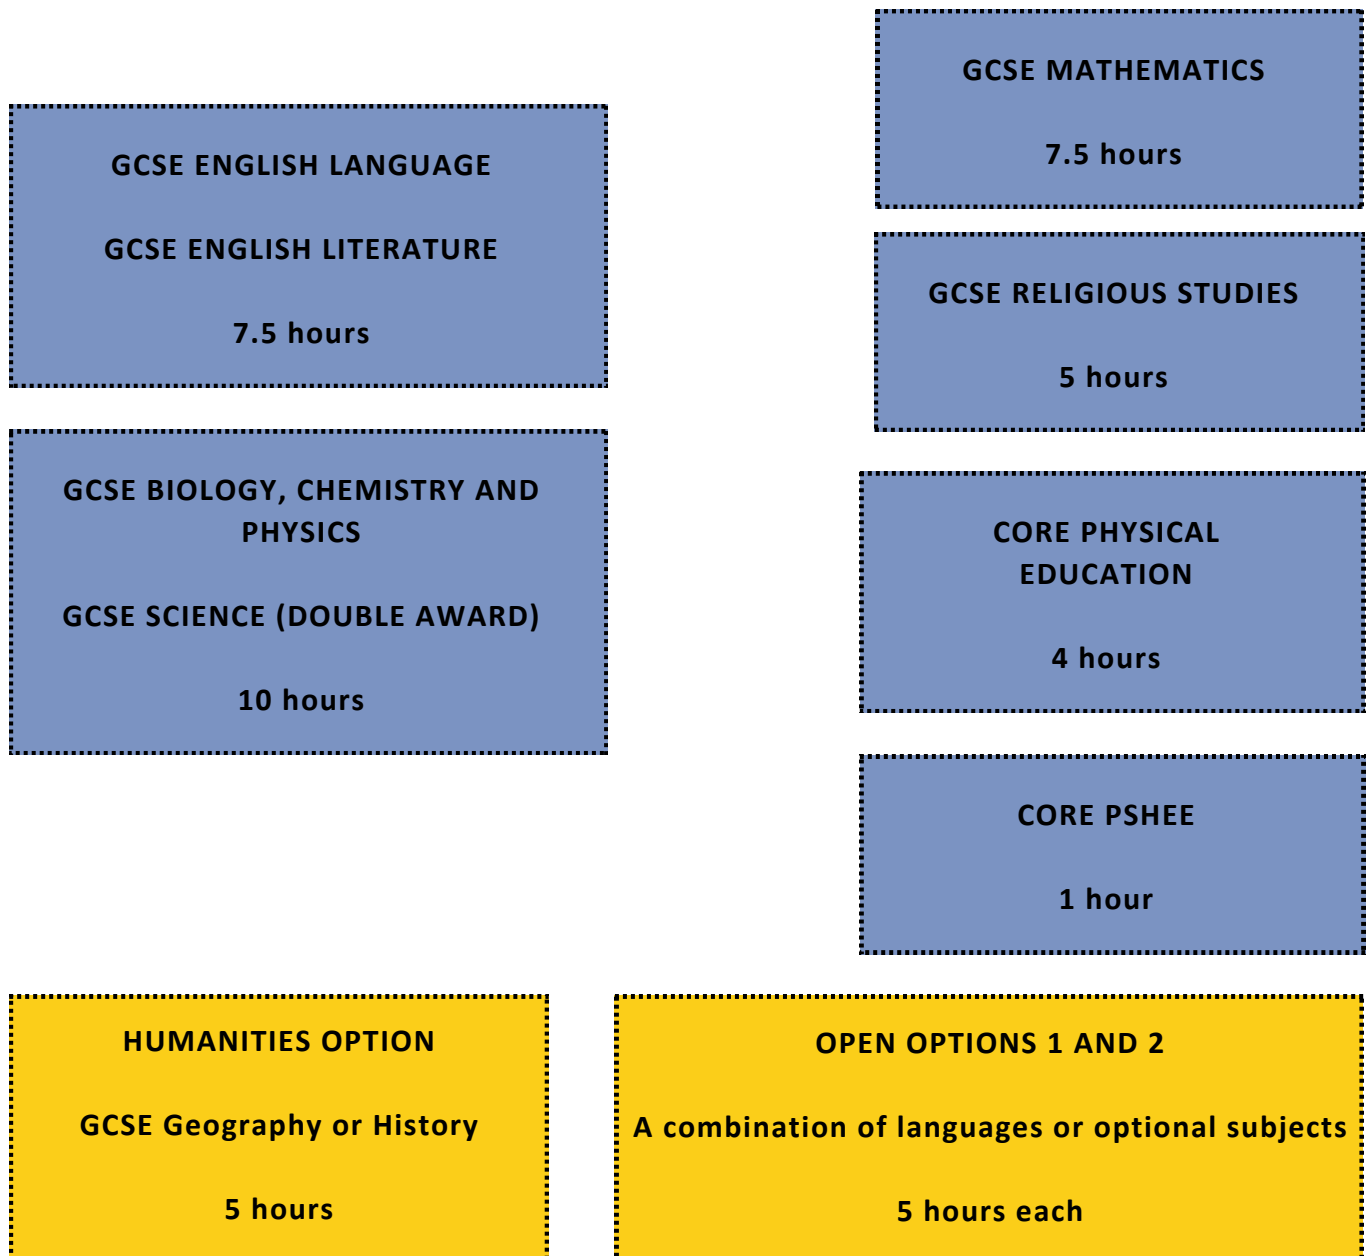 GCSE ENGLISH LANGUAGE
GCSE ENGLISH LITERATURE
7.5 hours
GCSE BIOLOGY, CHEMISTRY AND
PHYSICS
GCSE SCIENCE (DOUBLE AWARD)
10 hours
GCSE MATHEMATICS
7.5 hours
GCSE RELIGIOUS STUDIES
5 hours
CORE PHYSICAL
EDUCATION
4 hours
CORE PSHEE
1 hour
HUMANITIES OPTION
GCSE Geography or History
5 hours
OPEN OPTIONS 1 AND 2
A combination of languages or optional subjects
5 hours each